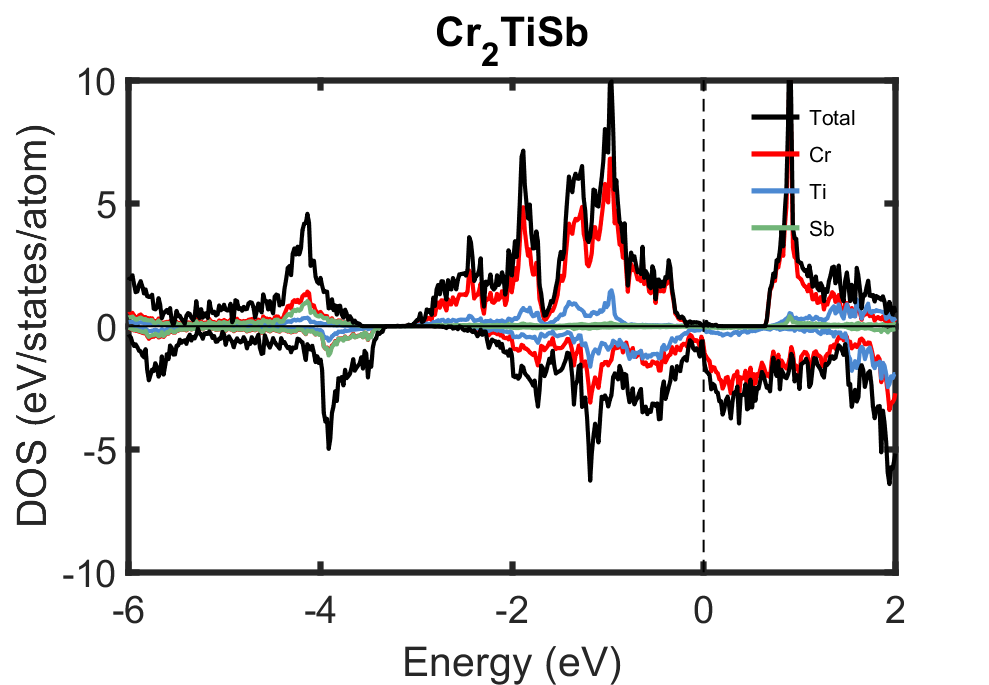 Cr2TiSb
DOS (eV/states/atom)
10
5
0
-5
-10
Total
Cr
Ti
Sb
-6 -4 -2 0 2
Energy (eV)